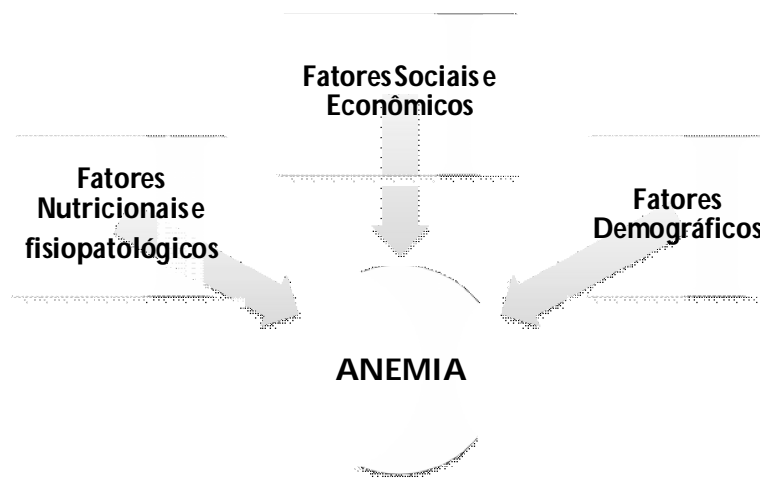 Fatores Sociais e
Econômicos
Fatores
Nutricionais e
fisiopatológicos
Fatores
Demográficos
ANEMIA